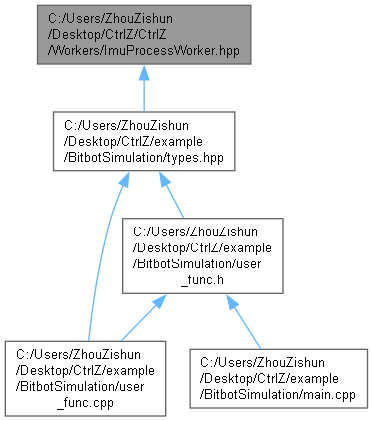 C:/Users/ZhouZishun
/Desktop/CtrlZ/CtrlZ
/Workers/ImuProcessWorker.hpp
C:/Users/ZhouZishun
/Desktop/CtrlZ/example
/BitbotSimulation/types.hpp
C:/Users/ZhouZishun
/Desktop/CtrlZ/example
/BitbotSimulation/user
_func.h
C:/Users/ZhouZishun
/Desktop/CtrlZ/example
/BitbotSimulation/user
_func.cpp
C:/Users/ZhouZishun
/Desktop/CtrlZ/example
/BitbotSimulation/main.cpp